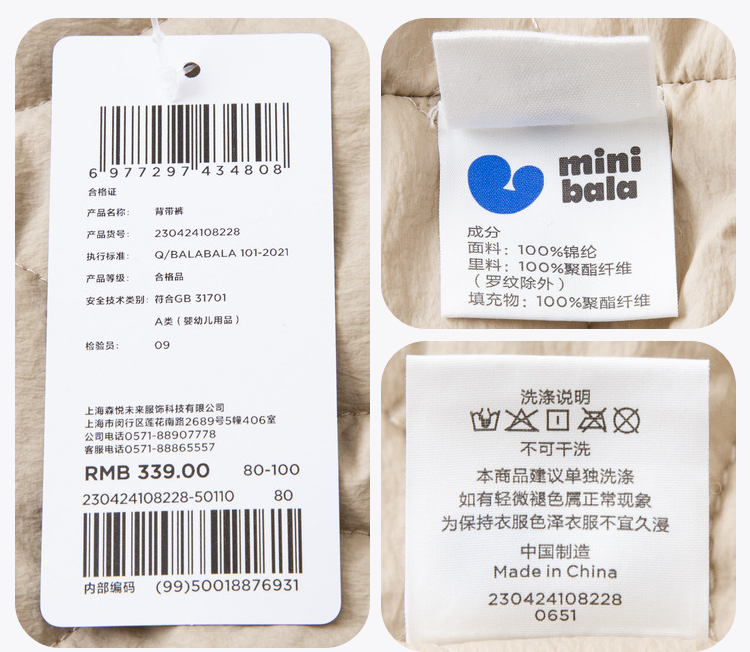 6 977297 434808
合格证
产品名称: 背带裤
产品货号: 230424108228
执行标准: Q/BALABALA 101-2021
产品等级: 合格品
安全技术类别: 符合GB 31701
A类(婴幼儿用品)
检验员: 09
上海森悦未来服饰科技有限公司
上海市闵行区莲花南路2689号5幢406室
公司电话0571-88907778
客服电话0571-88865557
RMB 339.00 80-100
230424108228-50110 80
内部编码 (99)50018876931
mini
bala
成分
面料: 100%锦纶
里料: 100%聚酯纤维
(罗纹除外)
填充物: 100%聚酯纤维
洗涤说明
不可干洗
本商品建议单独洗涤
如有轻微褪色属正常现象
为保持衣服色泽衣服不宜久浸
中国制造
Made in China
230424108228
0651